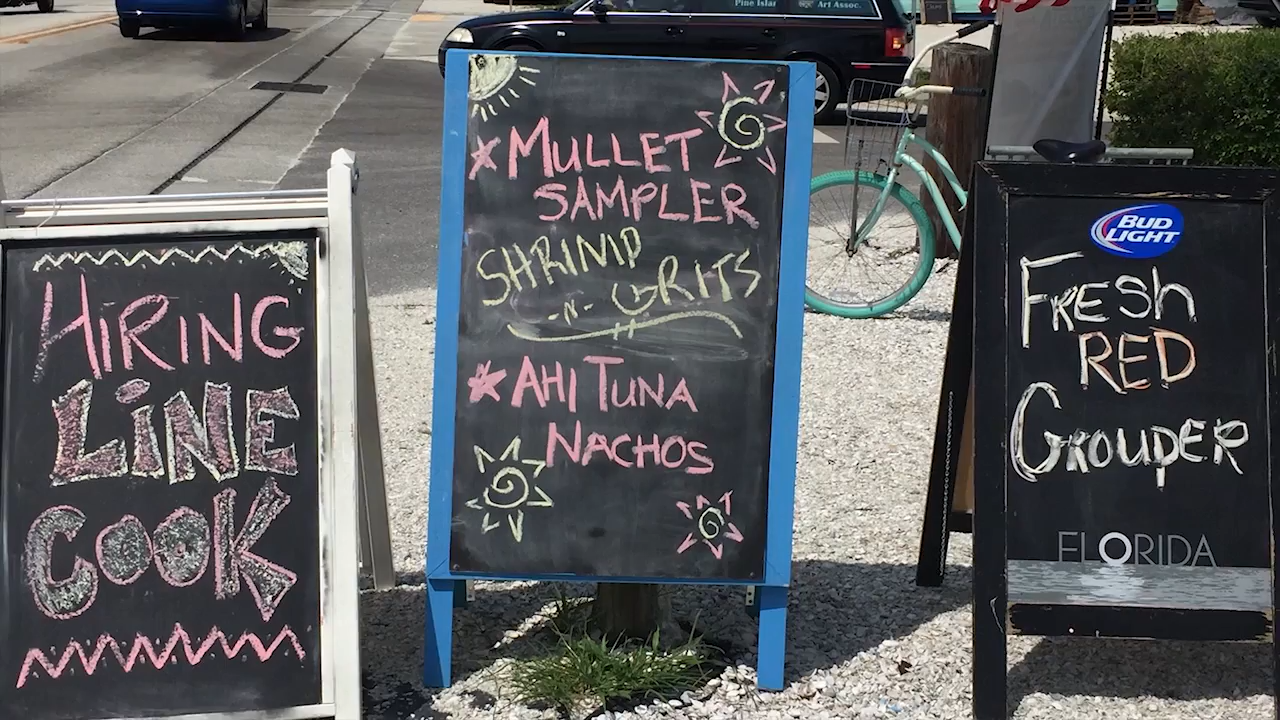 Pine Island
Art Assoc.
HIRING
LINE
COOK
MULLET
SAMPLER
SHRIMP
-N- GRITS
AHI TUNA
NACHOS
BUD
LIGHT
FRESH
RED
GROUPER
FLORIDA